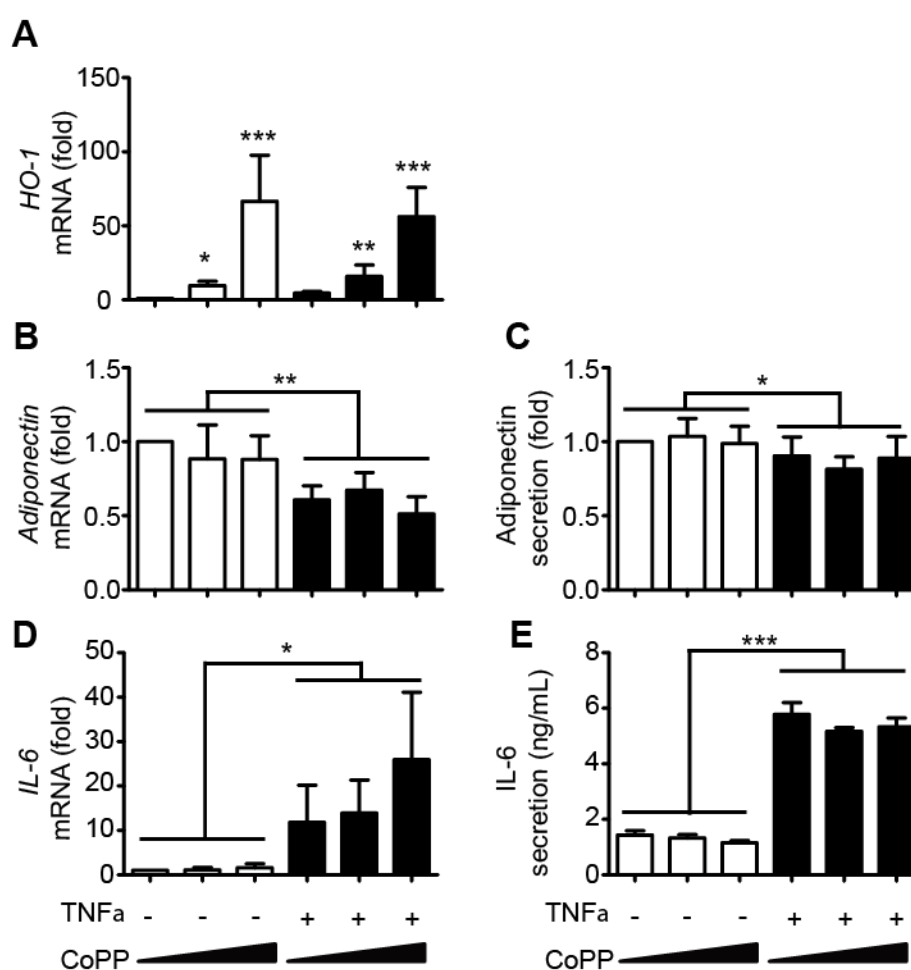 A
HO-1
mRNA (fold)
150
100
50
0
*
***
**
***
B
Adiponectin
mRNA (fold)
1.5
1.0
0.5
0.0
**
C
Adiponectin
secretion (fold)
1.5
1.0
0.5
0.0
*
D
IL-6
mRNA (fold)
50
40
30
20
10
0
*
E
IL-6
secretion (ng/mL)
8
6
4
2
0
***
TNFa - - - + + +
CoPP
- - - + + +